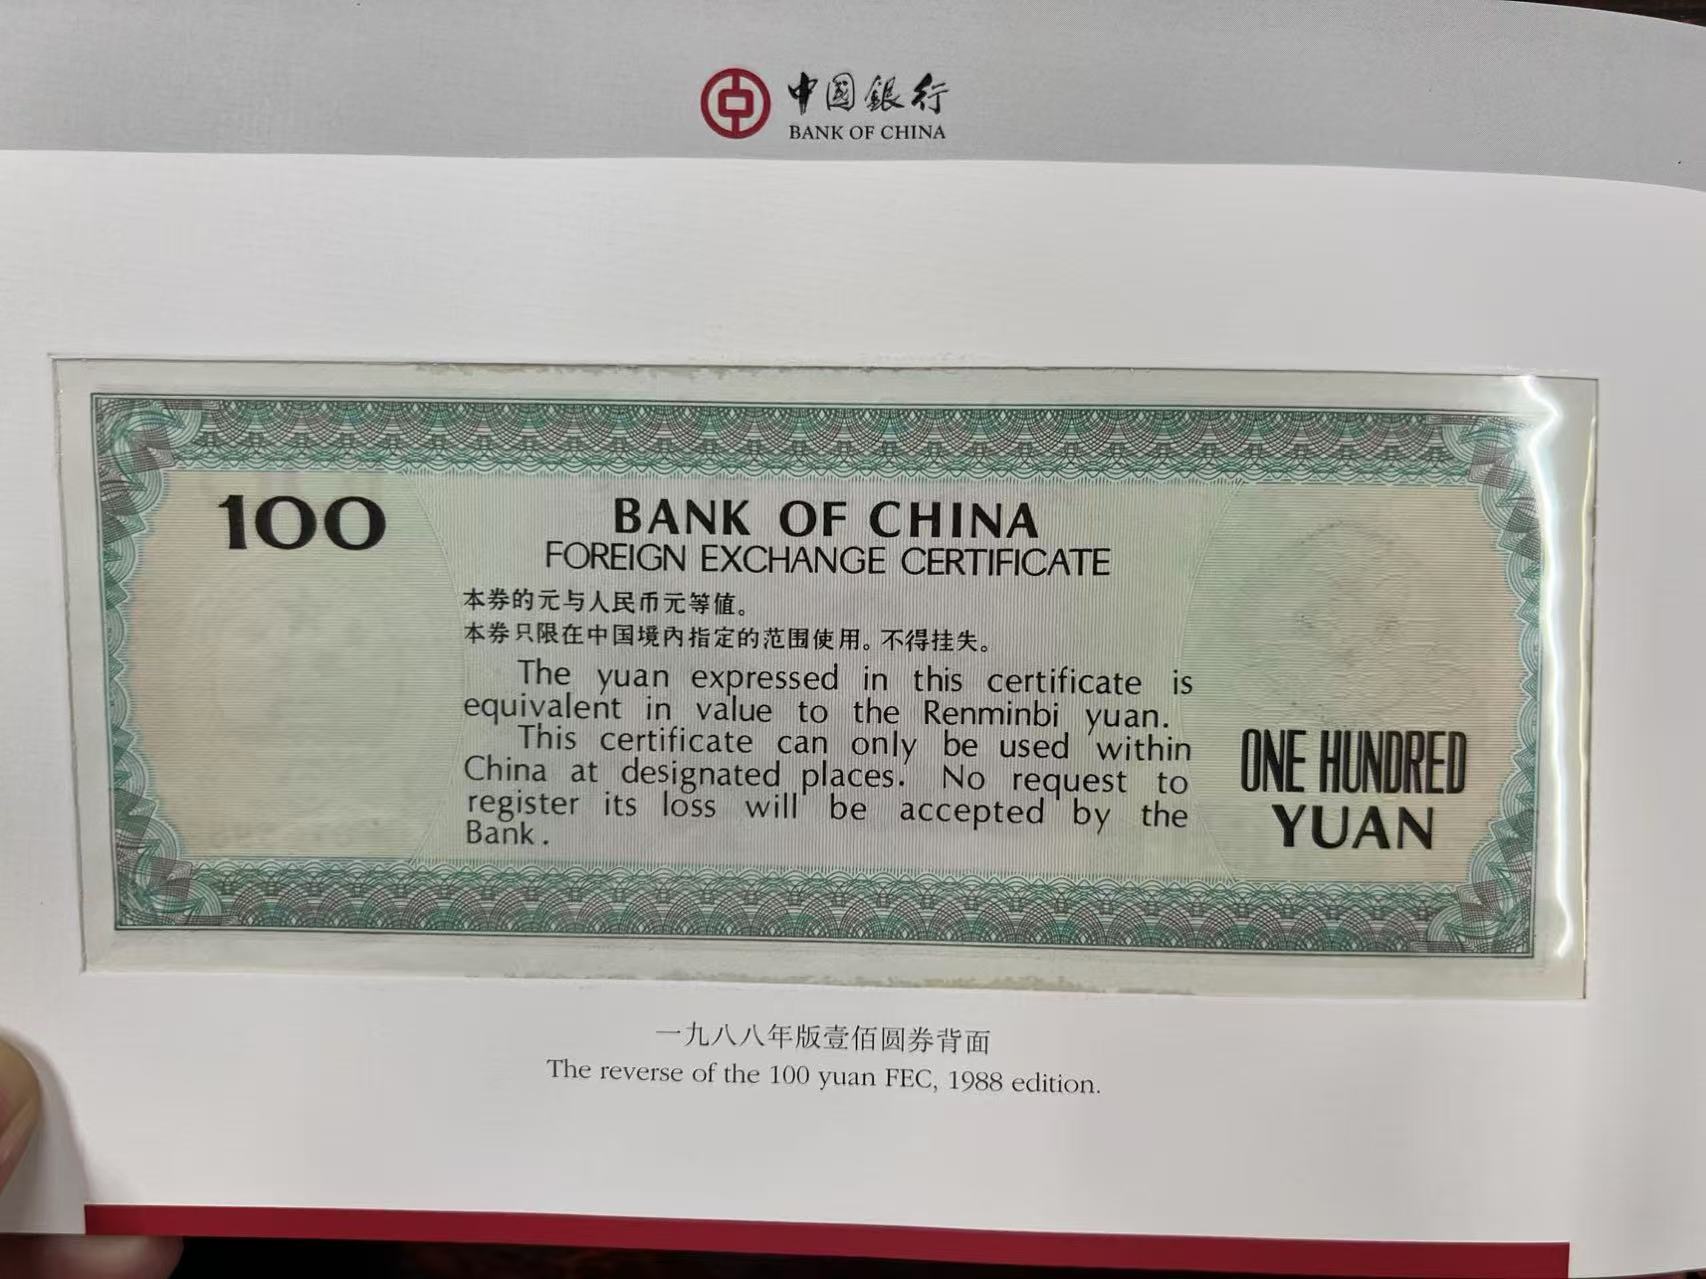 中国銀行
BANK OF CHINA
100
BANK OF CHINA
FOREIGN EXCHANGE CERTIFICATE
本券的元与人民币元等値。
本券只限在中国境内指定的范围使用。不得挂失。
The yuan expressed in this certificate is
equivalent in value to the Renminbi yuan.
This certificate can only be used within
China at designated places. No request to
register its loss will be accepted by the
Bank.
ONE HUNDRED
YUAN
一九八八年版壹佰圆券背面
The reverse of the 100 yuan FEC, 1988 edition.